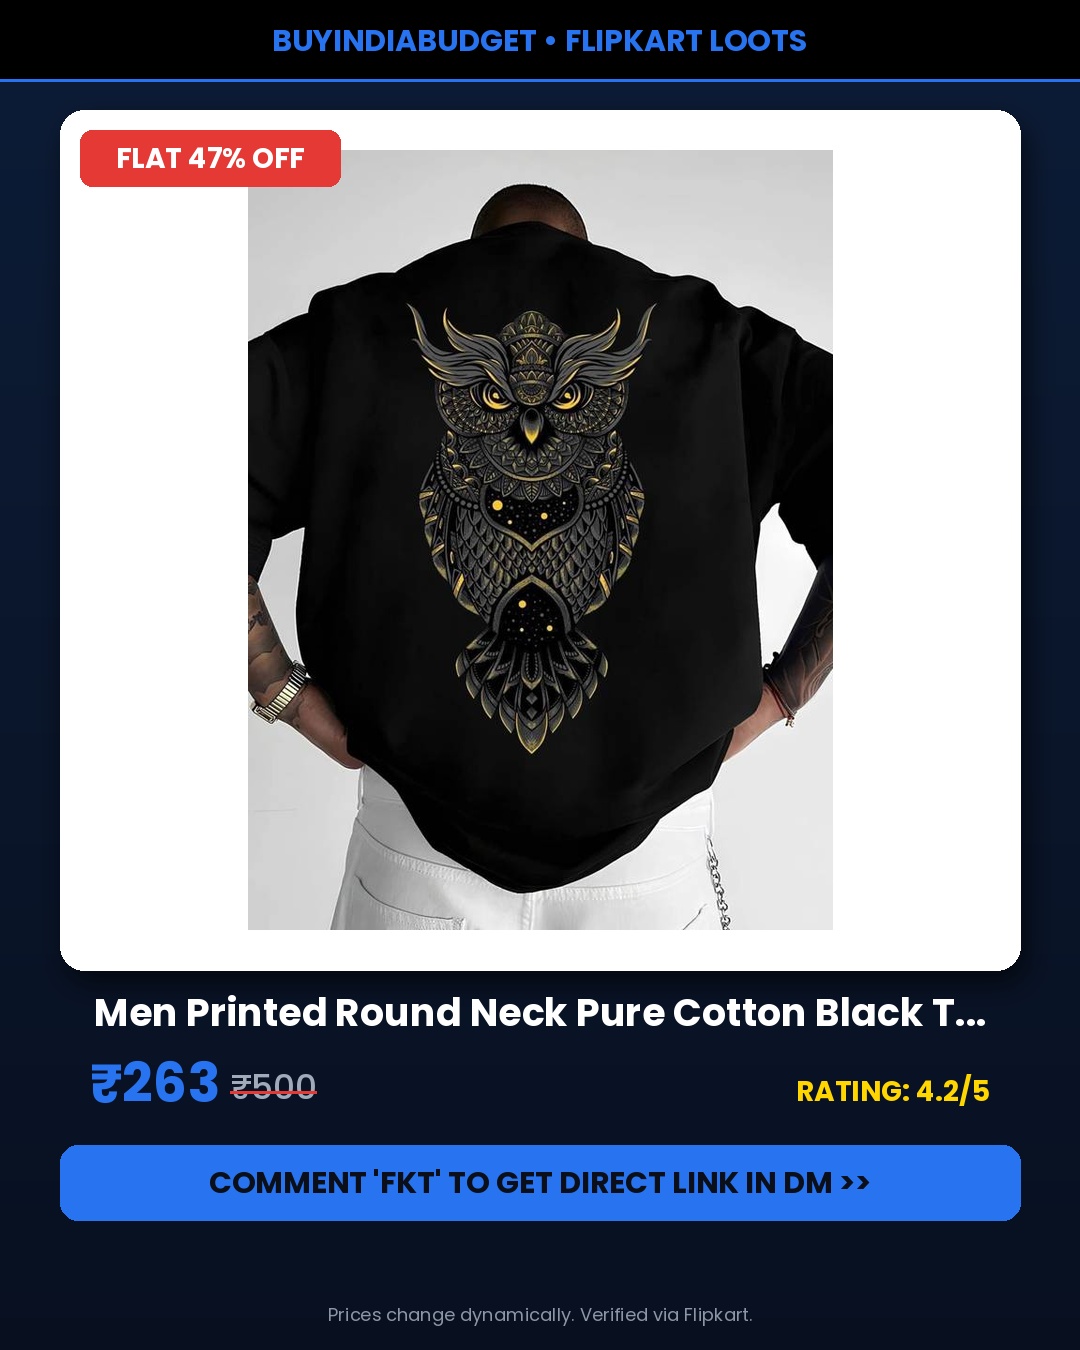 BUYINDIABUDGET • FLIPKART LOOTS
FLAT 47% OFF
Men Printed Round Neck Pure Cotton Black T...
₹263 ₹500
RATING: 4.2/5
COMMENT 'FKT' TO GET DIRECT LINK IN DM >>
Prices change dynamically. Verified via Flipkart.